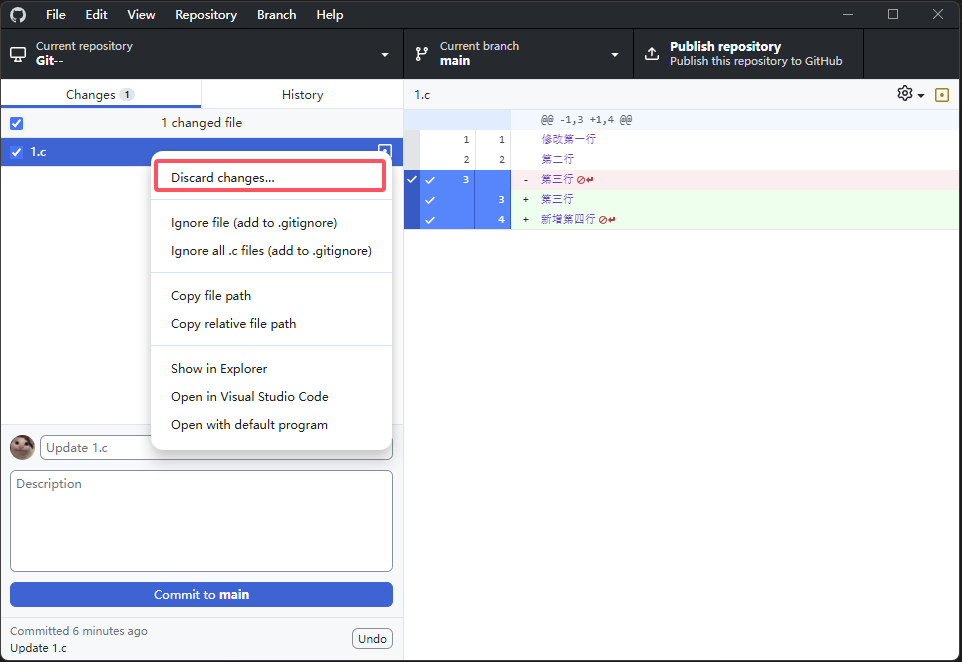 File Edit View Repository Branch Help
Current repository
Git--
Current branch
main
Publish repository
Publish this repository to GitHub
Changes 1
History
1 changed file
1.c
Discard changes...
Ignore file (add to .gitignore)
Ignore all .c files (add to .gitignore)
Copy file path
Copy relative file path
Show in Explorer
Open in Visual Studio Code
Open with default program
Update 1.c
Description
Commit to main
Committed 6 minutes ago
Update 1.c
Undo
1.c
@@ -1,3 +1,4 @@
1 1 修改第一行
2 2 第二行
3 - 第三行
3 + 第三行
4 + 新增第四行